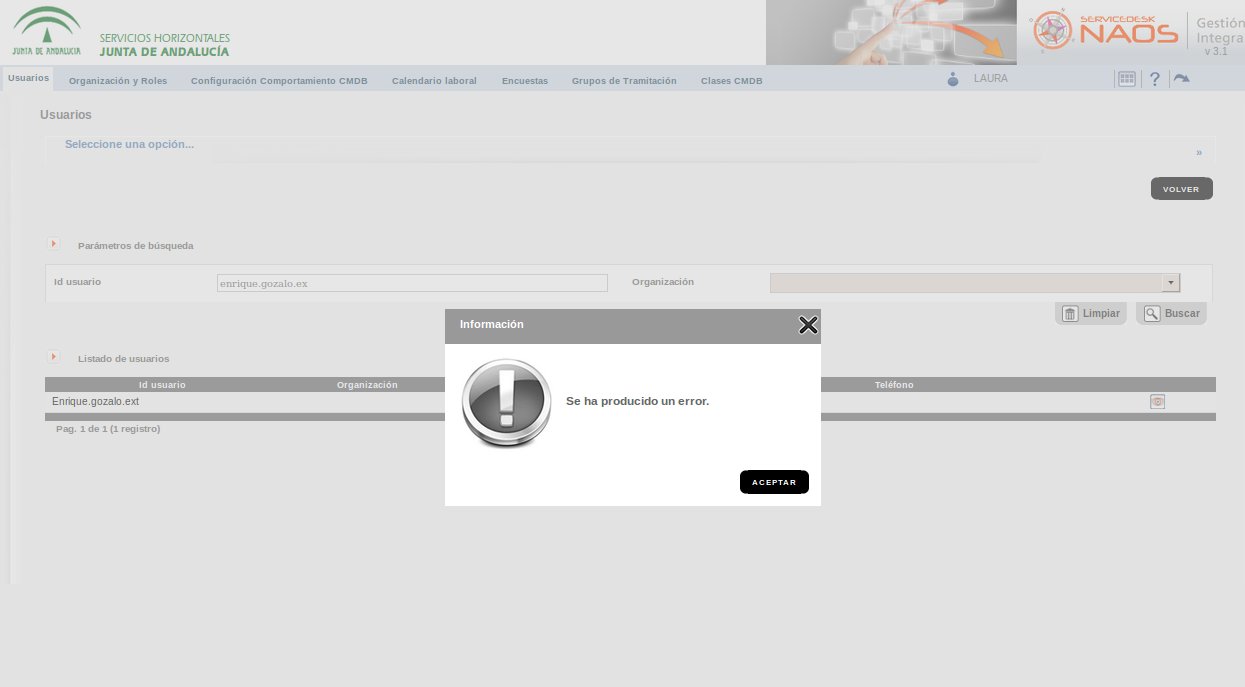 JUNTA DE ANDALUCIA
SERVICIOS HORIZONTALES
JUNTA DE ANDALUCÍA
SERVICEDESK
NAOS
Gestión
Integra
v 3.1
Usuarios
Organización y Roles
Configuración Comportamiento CMDB
Calendario laboral
Encuestas
Grupos de Tramitación
Clases CMDB
LAURA
?
Usuarios
Seleccione una opción...
»
VOLVER
Parámetros de búsqueda
Id usuario
enrique.gozalo.ex
Organización
Limpiar
Buscar
Información
Se ha producido un error.
ACEPTAR
Listado de usuarios
Id usuario
Organización
Teléfono
Enrique.gozalo.ext
Pag. 1 de 1 (1 registro)